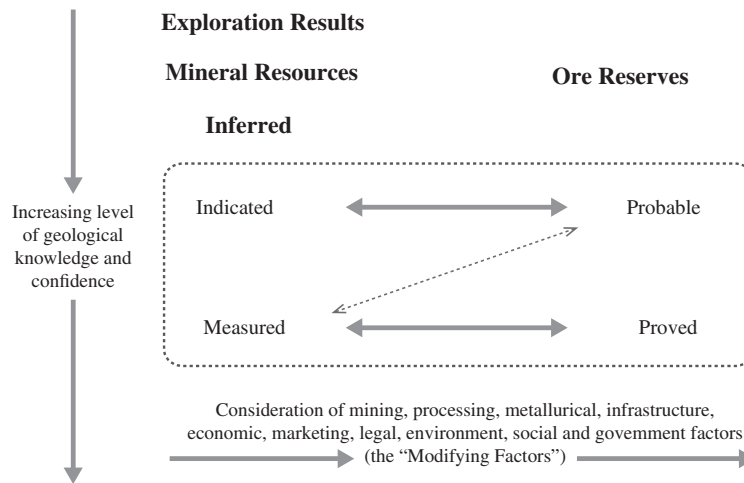 Exploration Results
Mineral Resources
Ore Reserves
Inferred
Indicated
Probable
Increasing level
of geological
knowledge and
confidence
Measured
Proved
Consideration of mining, processing, metallurical, infrastructure,
economic, marketing, legal, environment, social and govemment factors
(the “Modifying Factors”)